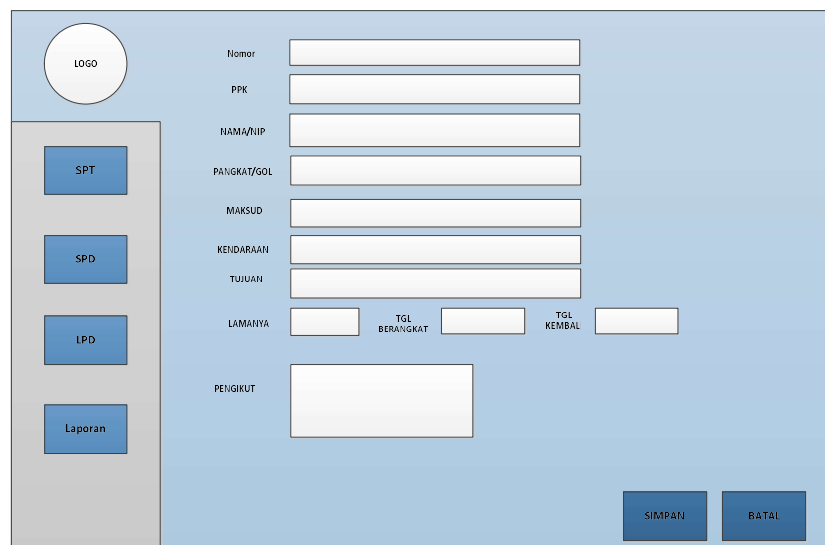 LOGO
SPT
SPD
LPD
Laporan
Nomor
PPK
NAMA/NIP
PANGKAT/GOL
MAKSUD
KENDARAAN
TUJUAN
LAMANYA
TGL
BERANGKAT
TGL
KEMBALI
PENGIKUT
SIMPAN
BATAL